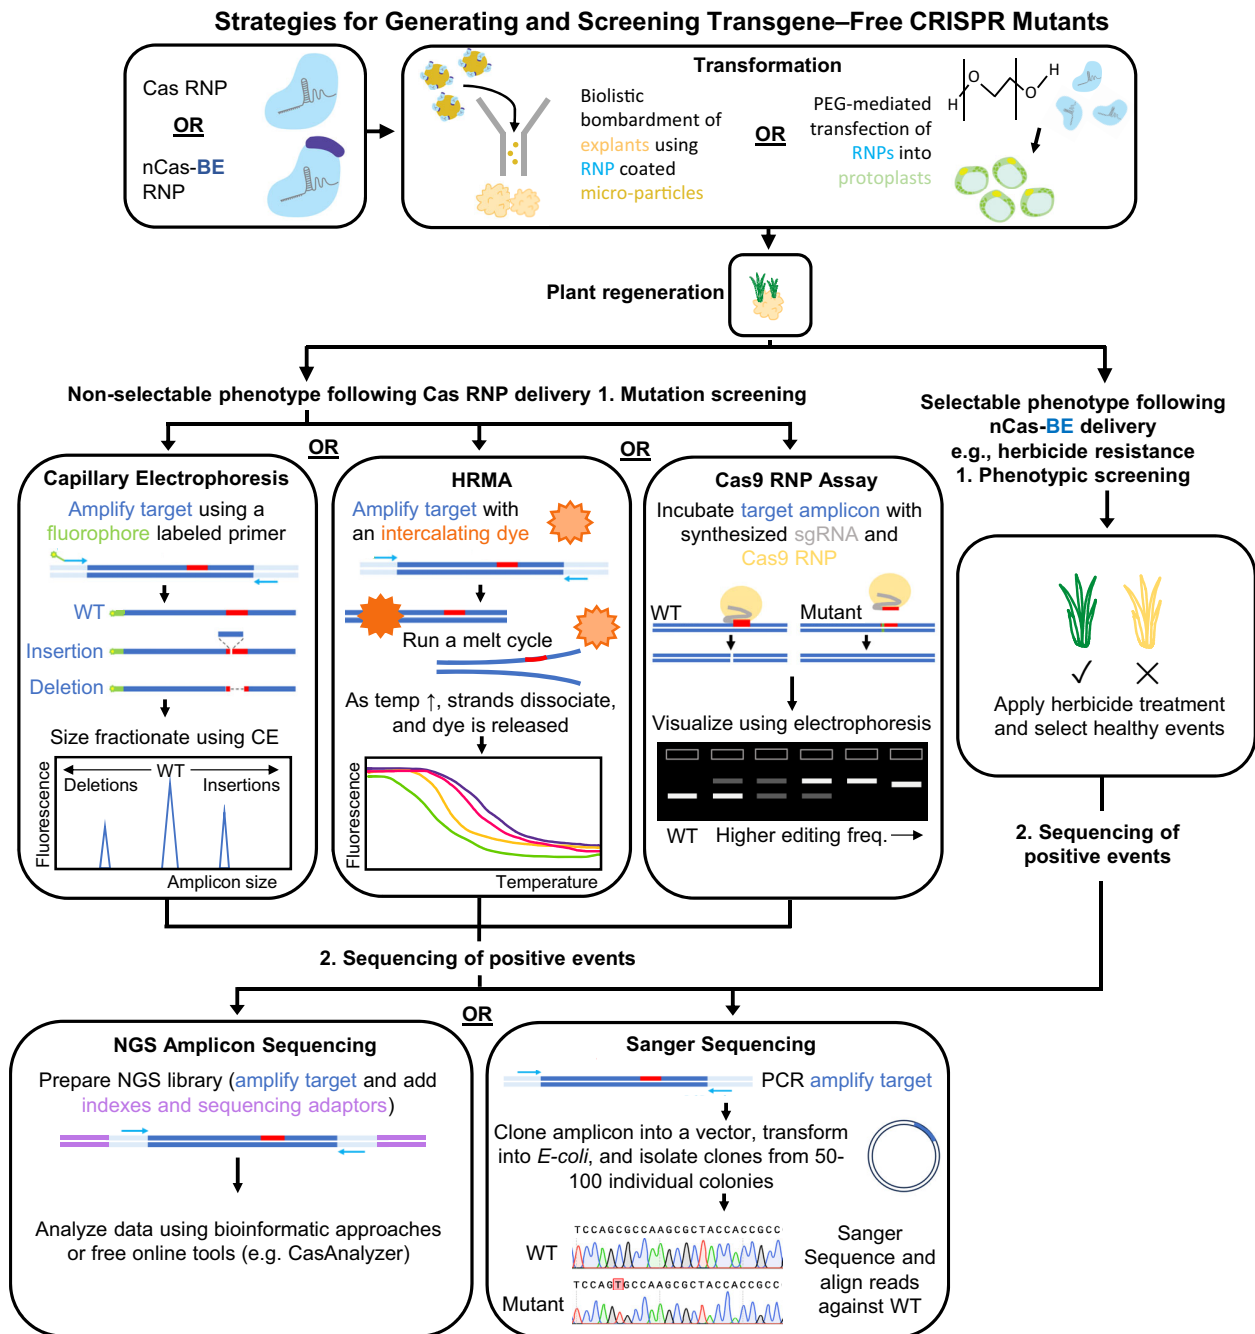 Strategies for Generating and Screening Transgene–Free CRISPR Mutants
Cas RNP
OR
nCas-BE
RNP
Transformation
Biolistic
bombardment of
explants using
RNP coated
micro-particles
OR
PEG-mediated
transfection of
RNPs into
protoplasts
H
O
O
H
Plant regeneration
Non-selectable phenotype following Cas RNP delivery 1. Mutation screening
Selectable phenotype following
nCas-BE delivery
e.g., herbicide resistance
1. Phenotypic screening
OR
OR
Capillary Electrophoresis
Amplify target using a
fluorophore labeled primer
WT
Insertion
Deletion
Size fractionate using CE
Fluorescence
WT
Deletions
Insertions
Amplicon size
HRMA
Amplify target with
an intercalating dye
Run a melt cycle
As temp ↑, strands dissociate,
and dye is released
Fluorescence
Temperature
Cas9 RNP Assay
Incubate target amplicon with
synthesized sgRNA and
Cas9 RNP
WT
Mutant
Visualize using electrophoresis
WT
Higher editing freq.
Apply herbicide treatment
and select healthy events
2. Sequencing of
positive events
2. Sequencing of positive events
OR
NGS Amplicon Sequencing
Prepare NGS library (amplify target and add
indexes and sequencing adaptors)
Analyze data using bioinformatic approaches
or free online tools (e.g. CasAnalyzer)
Sanger Sequencing
PCR amplify target
Clone amplicon into a vector, transform
into E-coli, and isolate clones from 50-
100 individual colonies
TCCAGCGCCAAGCGCTACCACCGCC
WT
TCCAGTGCCAAGCGCTACCACCGCC
Mutant
Sanger
Sequence and
align reads
against WT